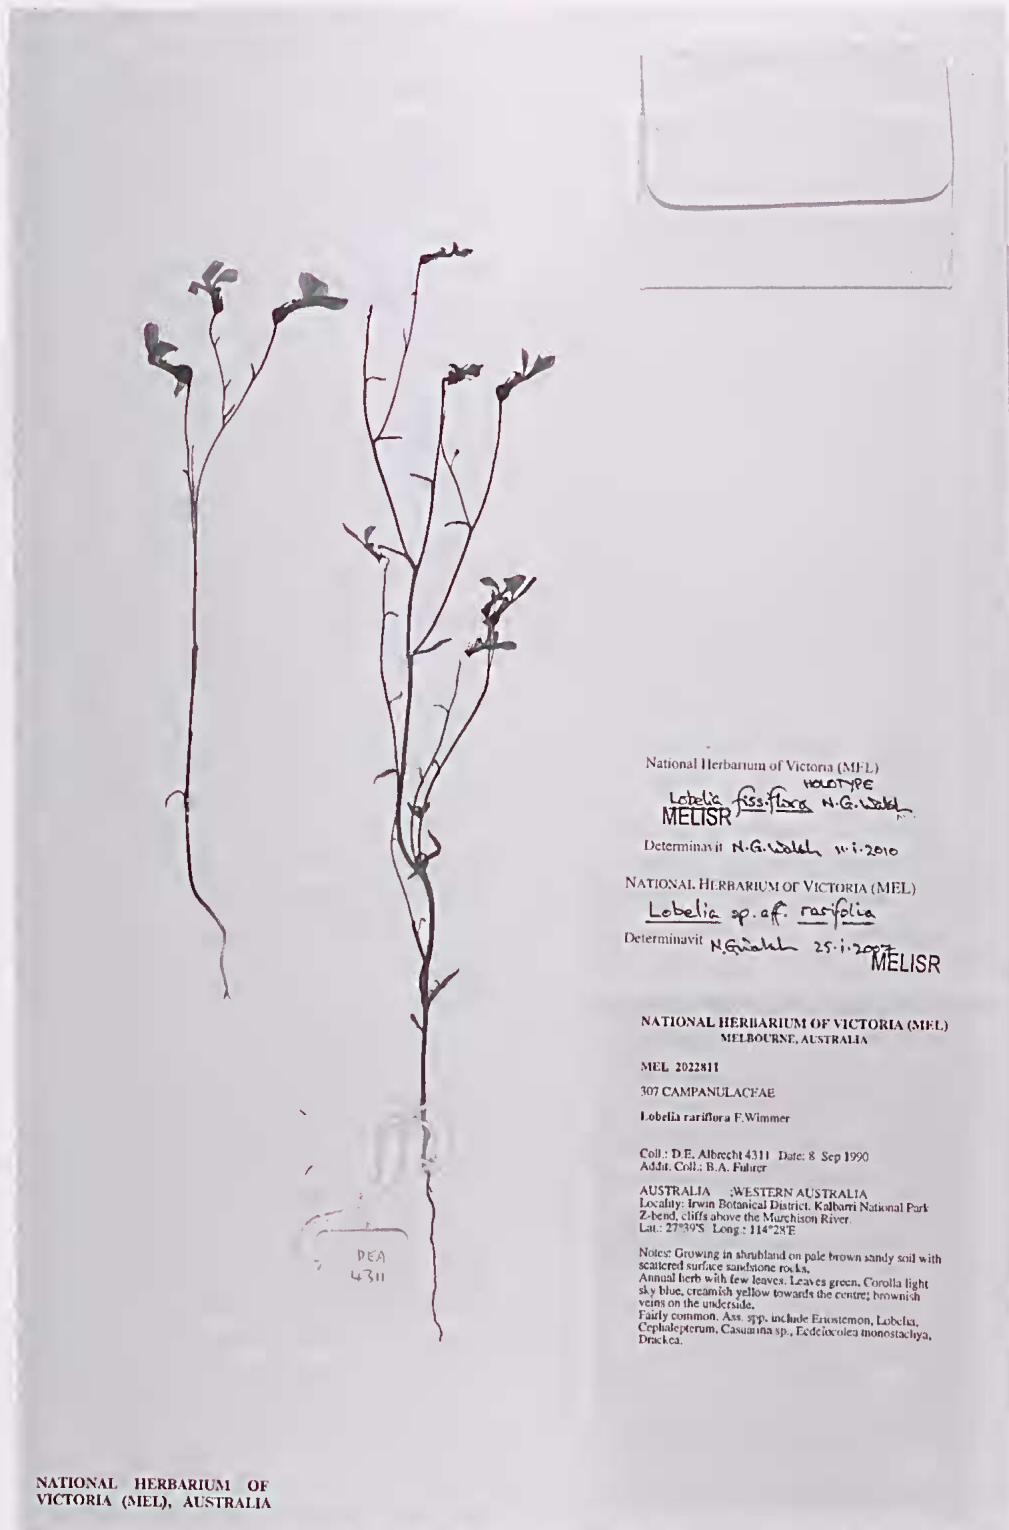 National Herbarium of Victoria (MEL)
HOLOTYPE
Lobelia fissiflora N.G.Walsh
MELISR
Determinavit N.G.Walsh 11·i·2010
NATIONAL HERBARIUM OF VICTORIA (MEL)
Lobelia sp. aff. rarifolia
Determinavit N.G.Walsh 25·i·2007
MELISR
NATIONAL HERBARIUM OF VICTORIA (MEL)
MELBOURNE, AUSTRALIA
MEL 2022811
307 CAMPANULACEAE
Lobelia rariflora F.Wimmer
Coll.: D.E. Albrecht 4311 Date: 8 Sep 1990
Addit. Coll.: B.A. Fuhrer
AUSTRALIA :WESTERN AUSTRALIA
Locality: Irwin Botanical District. Kalbarri National Park
Z-bend, cliffs above the Murchison River.
Lat.: 27°39'S Long.: 114°28'E
Notes: Growing in shrubland on pale brown sandy soil with
scattered surface sandstone rocks.
Annual herb with few leaves. Leaves green. Corolla light
sky blue, creamish yellow towards the centre; brownish
veins on the underside.
Fairly common. Ass. spp. include Eriostemon, Lobelia,
Cephalepterum, Casuarina sp., Ecdeiocolea monostachya,
Drackea.
DEA
4311
NATIONAL HERBARIUM OF
VICTORIA (MEL), AUSTRALIA